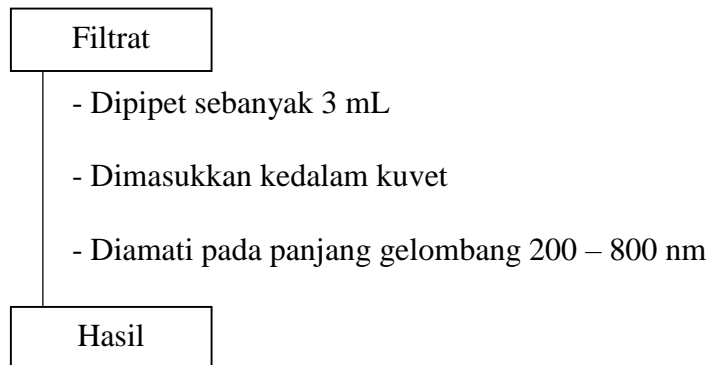 Filtrat
- Dipipet sebanyak 3 mL
- Dimasukkan kedalam kuvet
- Diamati pada panjang gelombang 200 – 800 nm
Hasil